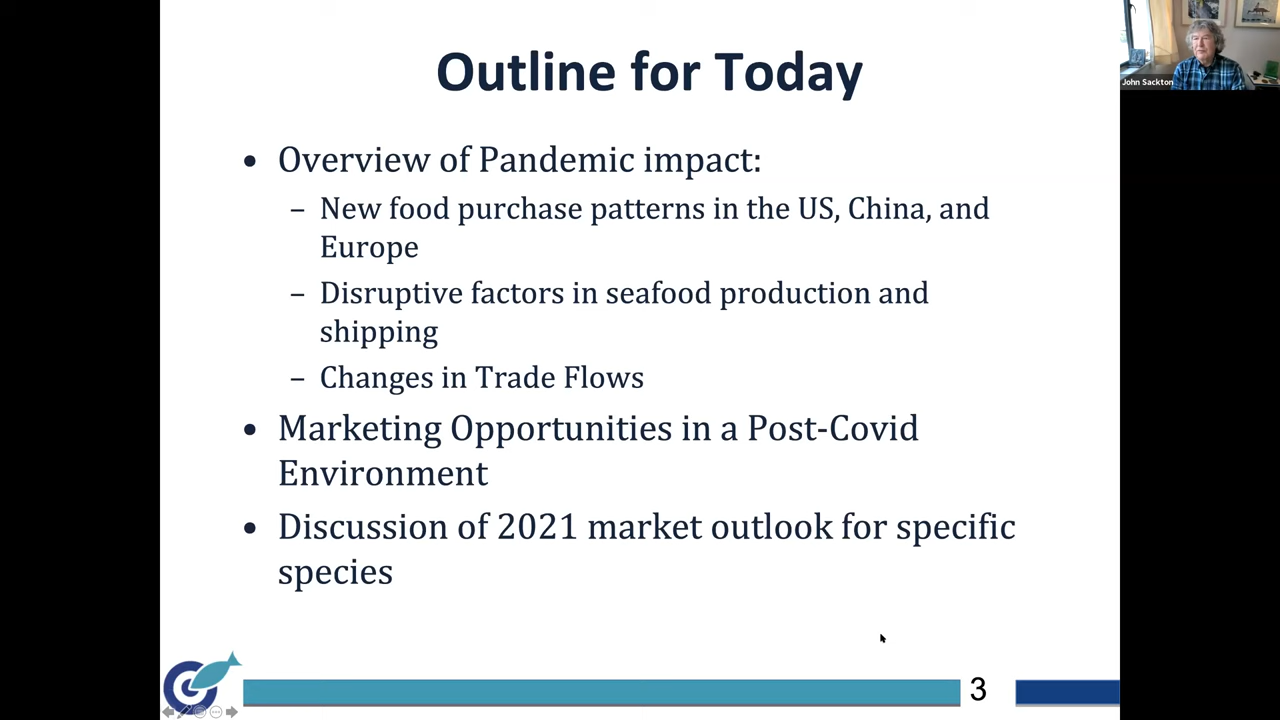 Outline for Today
John Sackton
• Overview of Pandemic impact:
– New food purchase patterns in the US, China, and
Europe
– Disruptive factors in seafood production and
shipping
– Changes in Trade Flows
• Marketing Opportunities in a Post-Covid
Environment
• Discussion of 2021 market outlook for specific
species
3